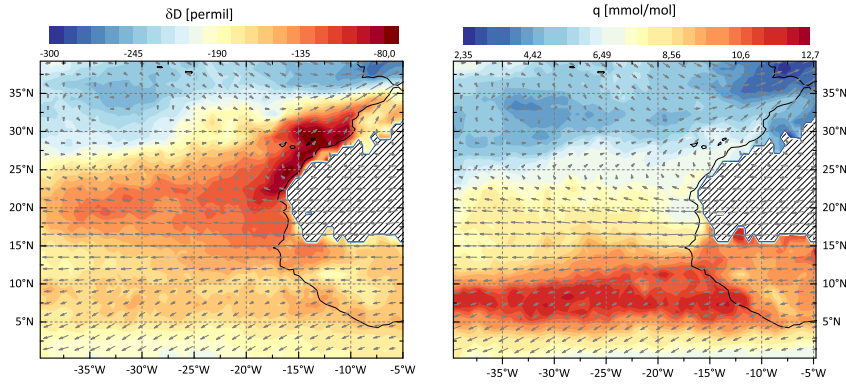 δD [permil]
q [mmol/mol]
-300 -245 -190 -135 -80,0
2,35 4,42 6,49 8,56 10,6 12,7
35°N 35°N
30°N 30°N
25°N 25°N
20°N 20°N
15°N 15°N
10°N 10°N
5°N 5°N
-35°W -30°W -25°W -20°W -15°W -10°W -5°W
-35°W -30°W -25°W -20°W -15°W -10°W -5°W